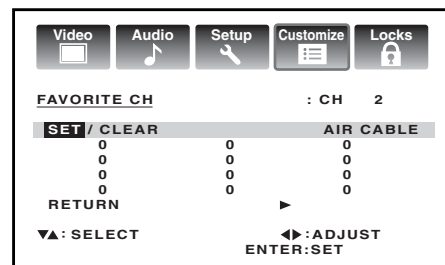 Video Audio Setup Customize Locks
FAVORITE CH : CH 2
SET / CLEAR AIR CABLE
0 0 0
0 0 0
0 0 0
0 0 0
RETURN ►
▼▲: SELECT ◄►:ADJUST
ENTER:SET